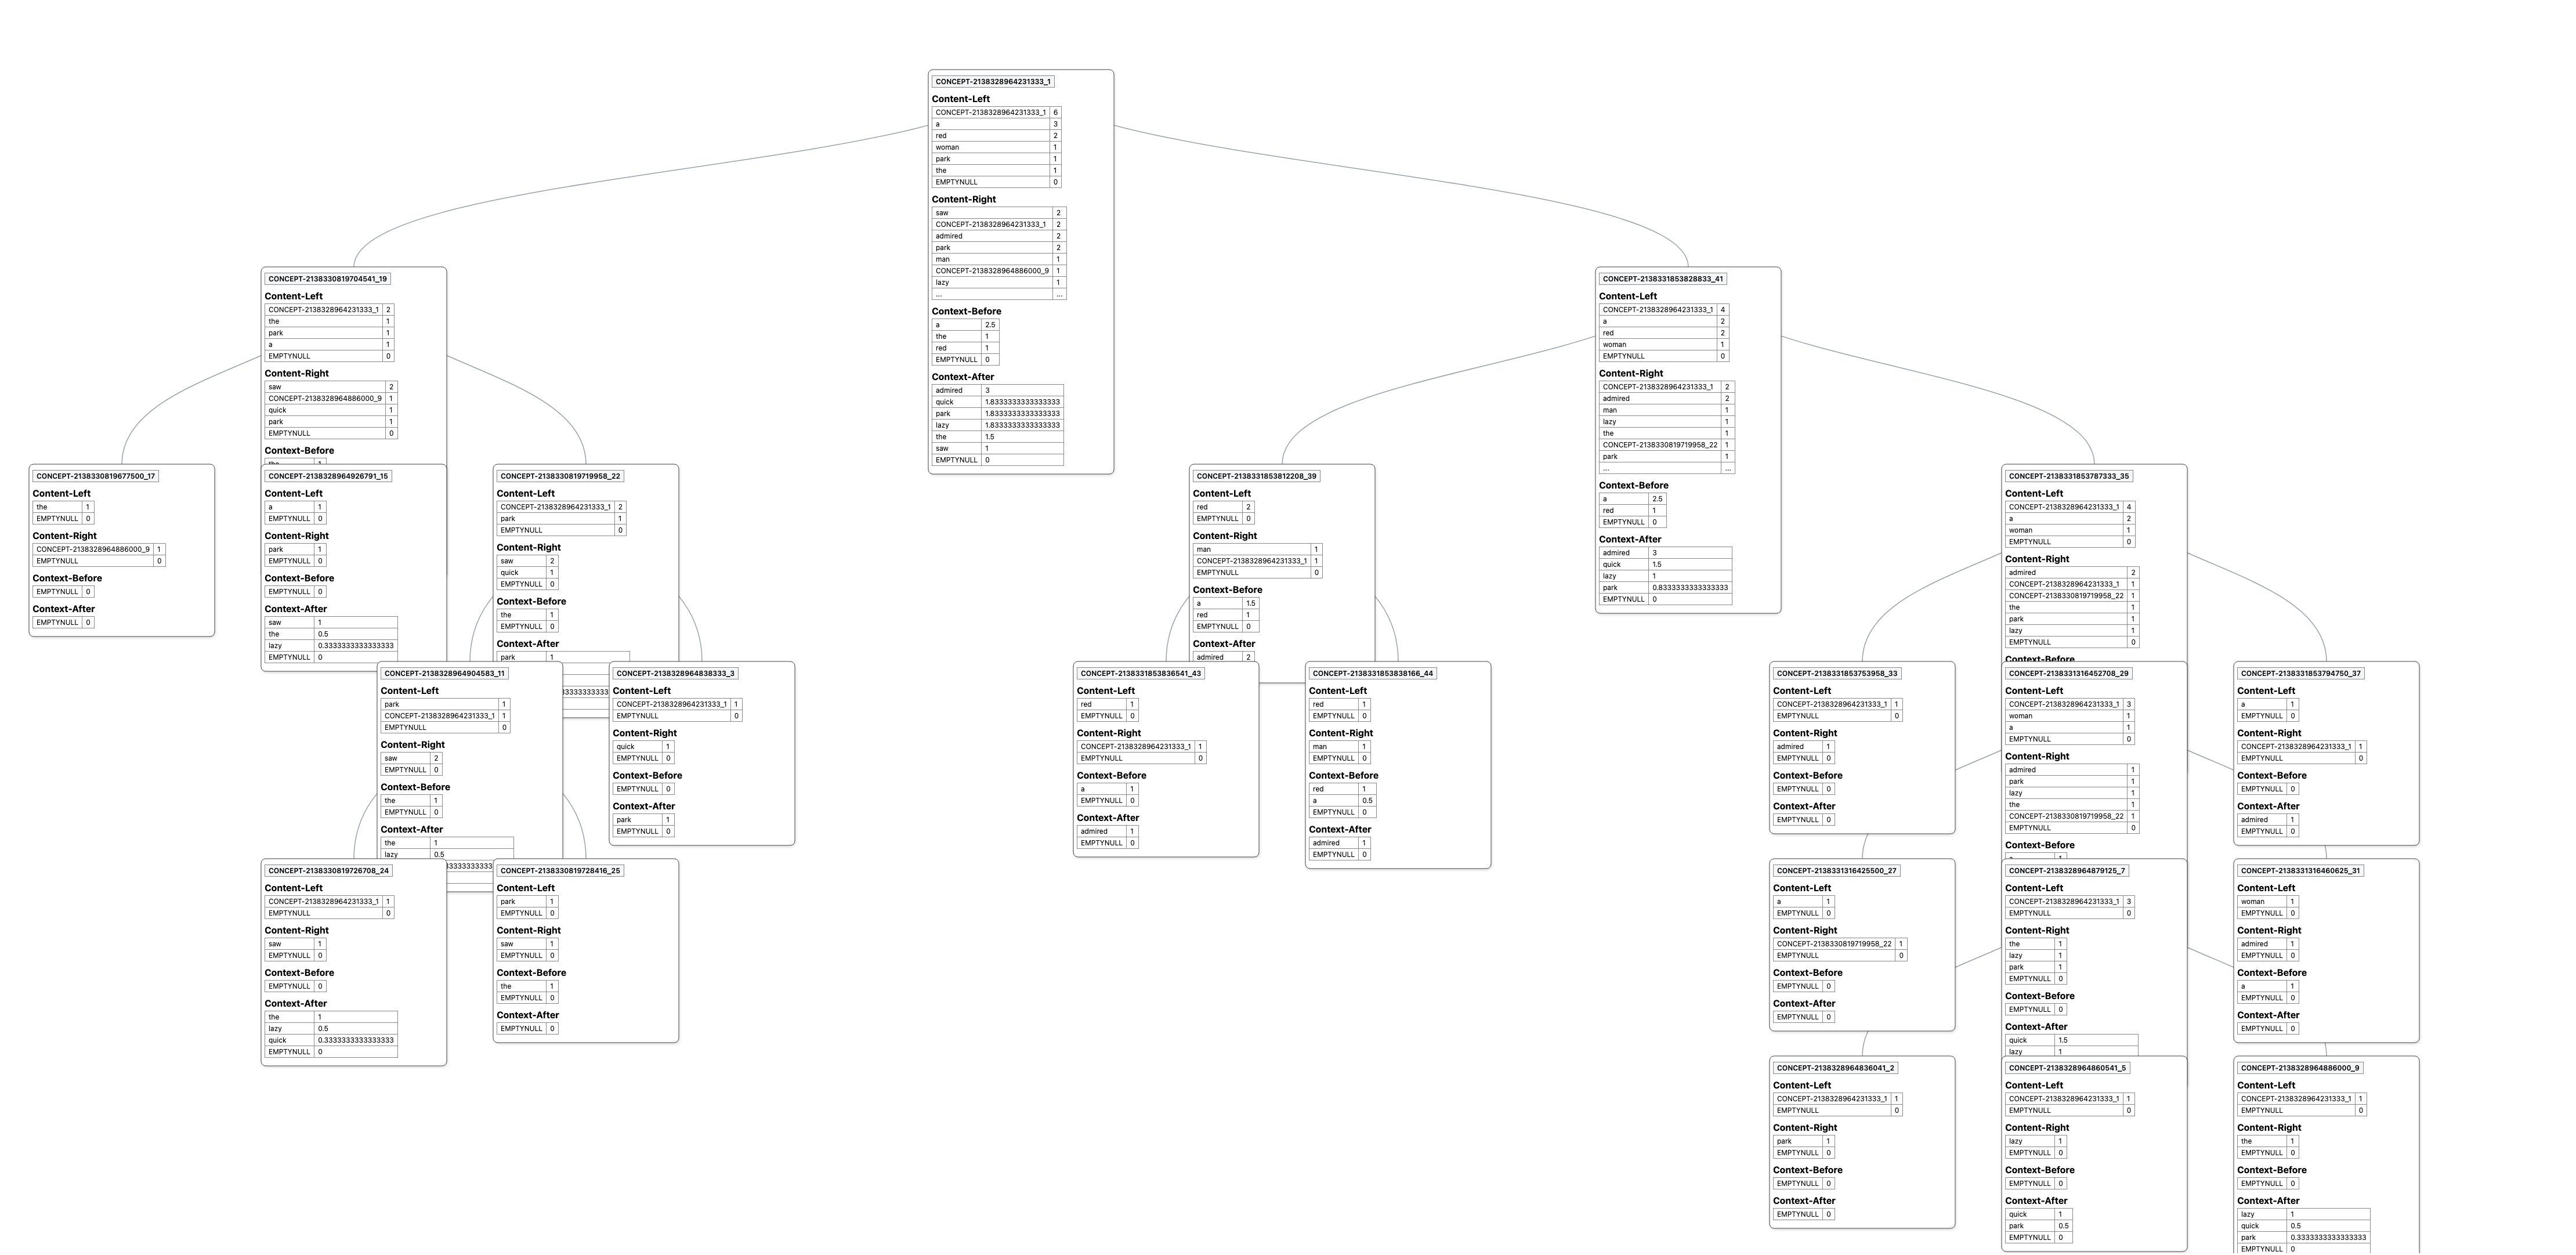 CONCEPT-2138328964231333_1
Content-Left
CONCEPT-2138328964231333_1 6
a 3
red 2
woman 1
park 1
the 1
EMPTYNULL 0
Content-Right
saw 2
CONCEPT-2138328964231333_1 2
admired 2
park 2
man 1
CONCEPT-2138328964886000_9 1
lazy 1
... ...
Context-Before
a 2.5
the 1
red 1
EMPTYNULL 0
Context-After
admired 3
quick 1.8333333333333333
park 1.8333333333333333
lazy 1.8333333333333333
the 1.5
saw 1
EMPTYNULL 0
CONCEPT-2138330819704541_19
Content-Left
CONCEPT-2138328964231333_1 2
the 1
park 1
a 1
EMPTYNULL 0
Content-Right
saw 2
CONCEPT-2138328964886000_9 1
quick 1
park 1
EMPTYNULL 0
Context-Before
CONCEPT-2138331853828833_41
Content-Left
CONCEPT-2138328964231333_1 4
a 2
red 2
woman 1
EMPTYNULL 0
Content-Right
CONCEPT-2138328964231333_1 2
admired 2
man 1
lazy 1
the 1
CONCEPT-2138330819719958_22 1
park 1
... ...
Context-Before
a 2.5
red 1
EMPTYNULL 0
Context-After
admired 3
quick 1.5
lazy 1
park 0.8333333333333333
EMPTYNULL 0
CONCEPT-2138330819677500_17
Content-Left
the 1
EMPTYNULL 0
Content-Right
CONCEPT-2138328964886000_9 1
EMPTYNULL 0
Context-Before
EMPTYNULL 0
Context-After
EMPTYNULL 0
CONCEPT-2138328964926791_15
Content-Left
a 1
EMPTYNULL 0
Content-Right
park 1
EMPTYNULL 0
Context-Before
EMPTYNULL 0
Context-After
saw 1
the 0.5
lazy 0.3333333333333333
EMPTYNULL 0
CONCEPT-2138330819719958_22
Content-Left
CONCEPT-2138328964231333_1 2
park 1
EMPTYNULL 0
Content-Right
saw 2
quick 1
EMPTYNULL 0
Context-Before
the 1
EMPTYNULL 0
Context-After
park 1
CONCEPT-2138331853812208_39
Content-Left
red 2
EMPTYNULL 0
Content-Right
man 1
CONCEPT-2138328964231333_1 1
EMPTYNULL 0
Context-Before
a 1.5
red 1
EMPTYNULL 0
Context-After
admired 2
CONCEPT-2138331853787333_35
Content-Left
CONCEPT-2138328964231333_1 4
a 2
woman 1
EMPTYNULL 0
Content-Right
admired 2
CONCEPT-2138328964231333_1 1
CONCEPT-2138330819719958_22 1
the 1
park 1
lazy 1
EMPTYNULL 0
Context-Before
CONCEPT-2138328964904583_11
Content-Left
park 1
CONCEPT-2138328964231333_1 1
EMPTYNULL 0
Content-Right
saw 2
EMPTYNULL 0
Context-Before
the 1
EMPTYNULL 0
Context-After
the 1
lazy 0.5
CONCEPT-2138328964838333_3
Content-Left
CONCEPT-2138328964231333_1 1
EMPTYNULL 0
Content-Right
quick 1
EMPTYNULL 0
Context-Before
EMPTYNULL 0
Context-After
park 1
EMPTYNULL 0
CONCEPT-2138331853836541_43
Content-Left
red 1
EMPTYNULL 0
Content-Right
CONCEPT-2138328964231333_1 1
EMPTYNULL 0
Context-Before
a 1
EMPTYNULL 0
Context-After
admired 1
EMPTYNULL 0
CONCEPT-2138331853838166_44
Content-Left
red 1
EMPTYNULL 0
Content-Right
man 1
EMPTYNULL 0
Context-Before
red 1
a 0.5
EMPTYNULL 0
Context-After
admired 1
EMPTYNULL 0
CONCEPT-2138331853753958_33
Content-Left
CONCEPT-2138328964231333_1 1
EMPTYNULL 0
Content-Right
admired 1
EMPTYNULL 0
Context-Before
EMPTYNULL 0
Context-After
EMPTYNULL 0
CONCEPT-2138331316452708_29
Content-Left
CONCEPT-2138328964231333_1 3
woman 1
a 1
EMPTYNULL 0
Content-Right
admired 1
park 1
lazy 1
the 1
CONCEPT-2138330819719958_22 1
EMPTYNULL 0
Context-Before
CONCEPT-2138331853794750_37
Content-Left
a 1
EMPTYNULL 0
Content-Right
CONCEPT-2138328964231333_1 1
EMPTYNULL 0
Context-Before
EMPTYNULL 0
Context-After
admired 1
EMPTYNULL 0
CONCEPT-2138330819726708_24
Content-Left
CONCEPT-2138328964231333_1 1
EMPTYNULL 0
Content-Right
saw 1
EMPTYNULL 0
Context-Before
EMPTYNULL 0
Context-After
the 1
lazy 0.5
quick 0.3333333333333333
EMPTYNULL 0
CONCEPT-2138330819728416_25
Content-Left
park 1
EMPTYNULL 0
Content-Right
saw 1
EMPTYNULL 0
Context-Before
the 1
EMPTYNULL 0
Context-After
EMPTYNULL 0
CONCEPT-2138331316425500_27
Content-Left
a 1
EMPTYNULL 0
Content-Right
CONCEPT-2138330819719958_22 1
EMPTYNULL 0
Context-Before
EMPTYNULL 0
Context-After
EMPTYNULL 0
CONCEPT-2138328964879125_7
Content-Left
CONCEPT-2138328964231333_1 3
EMPTYNULL 0
Content-Right
the 1
lazy 1
park 1
EMPTYNULL 0
Context-Before
EMPTYNULL 0
Context-After
quick 1.5
lazy 1
CONCEPT-2138331316460625_31
Content-Left
woman 1
EMPTYNULL 0
Content-Right
admired 1
EMPTYNULL 0
Context-Before
a 1
EMPTYNULL 0
Context-After
EMPTYNULL 0
CONCEPT-2138328964836041_2
Content-Left
CONCEPT-2138328964231333_1 1
EMPTYNULL 0
Content-Right
park 1
EMPTYNULL 0
Context-Before
EMPTYNULL 0
Context-After
EMPTYNULL 0
CONCEPT-2138328964860541_5
Content-Left
CONCEPT-2138328964231333_1 1
EMPTYNULL 0
Content-Right
lazy 1
EMPTYNULL 0
Context-Before
EMPTYNULL 0
Context-After
quick 1
park 0.5
EMPTYNULL 0
CONCEPT-2138328964886000_9
Content-Left
CONCEPT-2138328964231333_1 1
EMPTYNULL 0
Content-Right
the 1
EMPTYNULL 0
Context-Before
EMPTYNULL 0
Context-After
lazy 1
quick 0.5
park 0.3333333333333333
EMPTYNULL 0